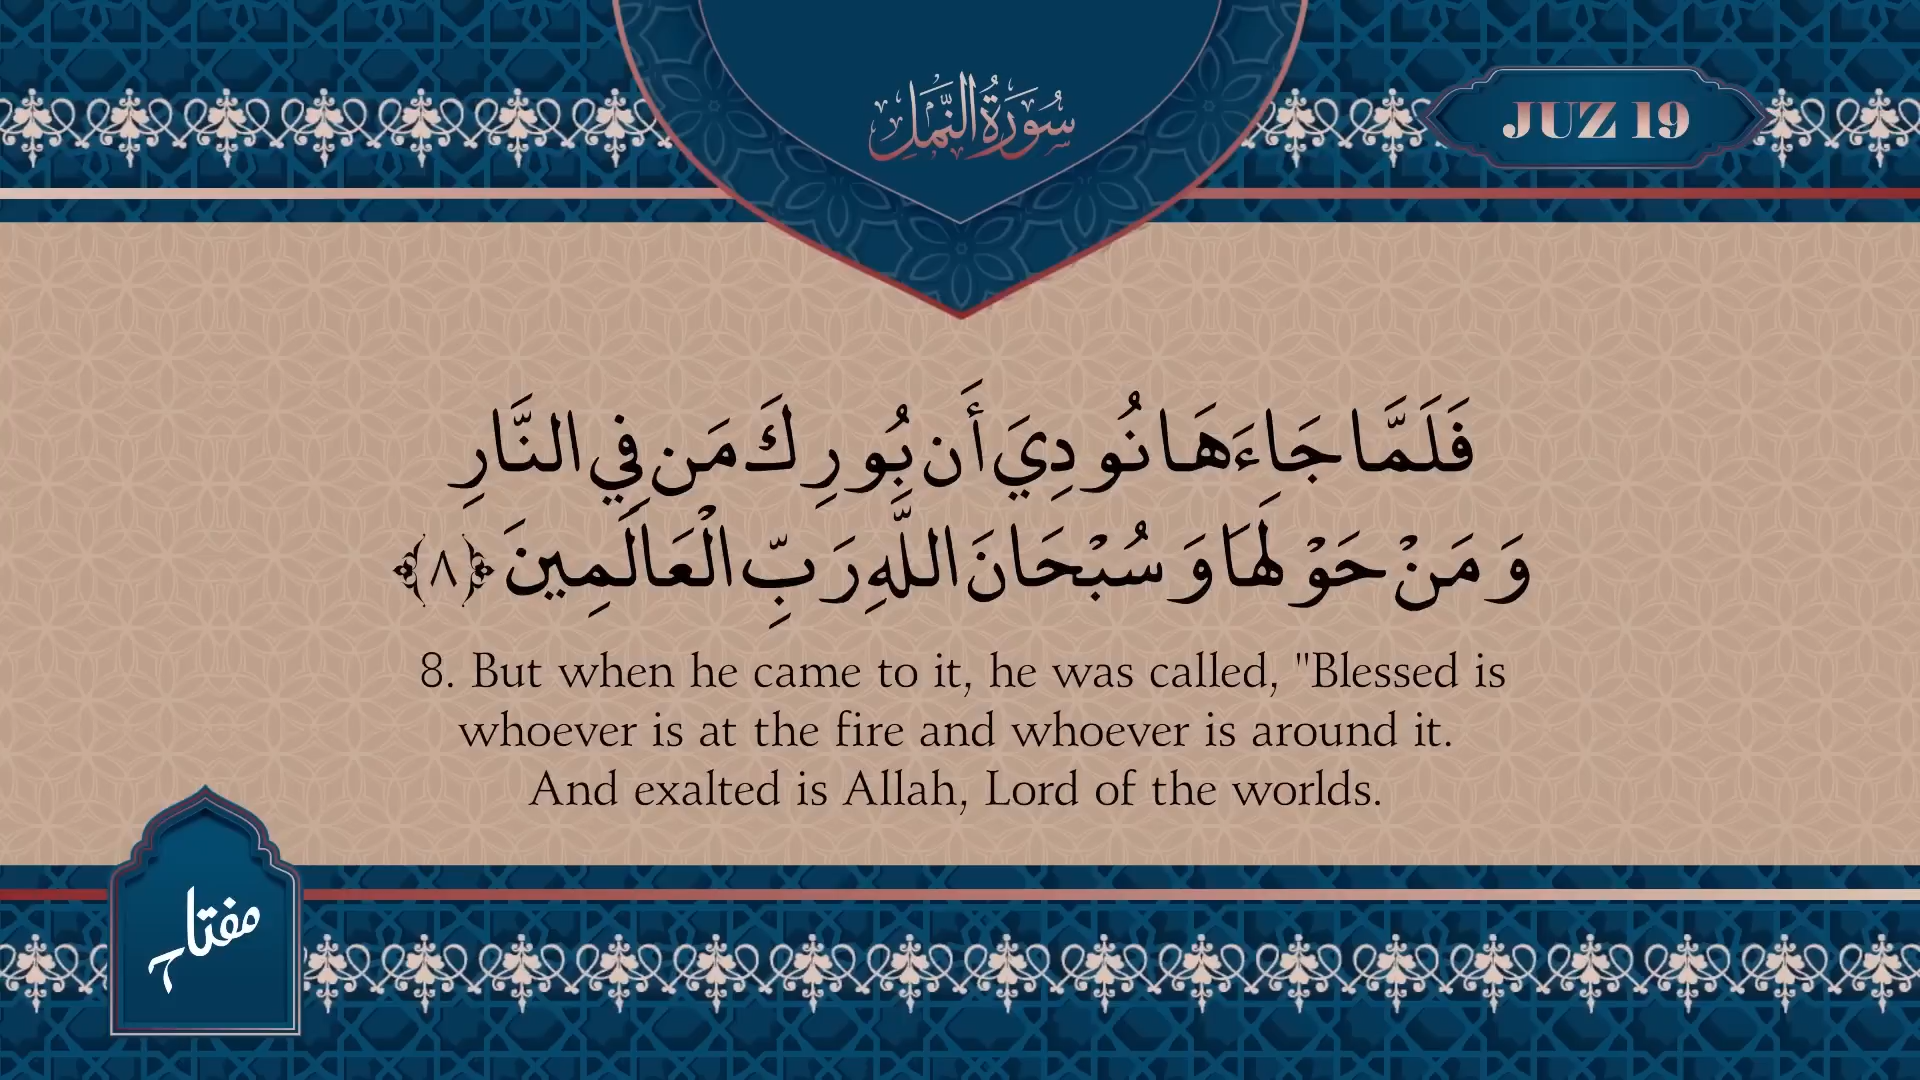 سُورَةُ النَّمل
JUZ 19
فَلَمَّا جَاءَهَا نُودِيَ أَن بُورِكَ مَن فِي النَّارِ
وَمَنْ حَوْلَهَا وَسُبْحَانَ اللَّهِ رَبِّ الْعَالَمِينَ ﴿٨﴾
8. But when he came to it, he was called, "Blessed is
whoever is at the fire and whoever is around it.
And exalted is Allah, Lord of the worlds.
مفتاح